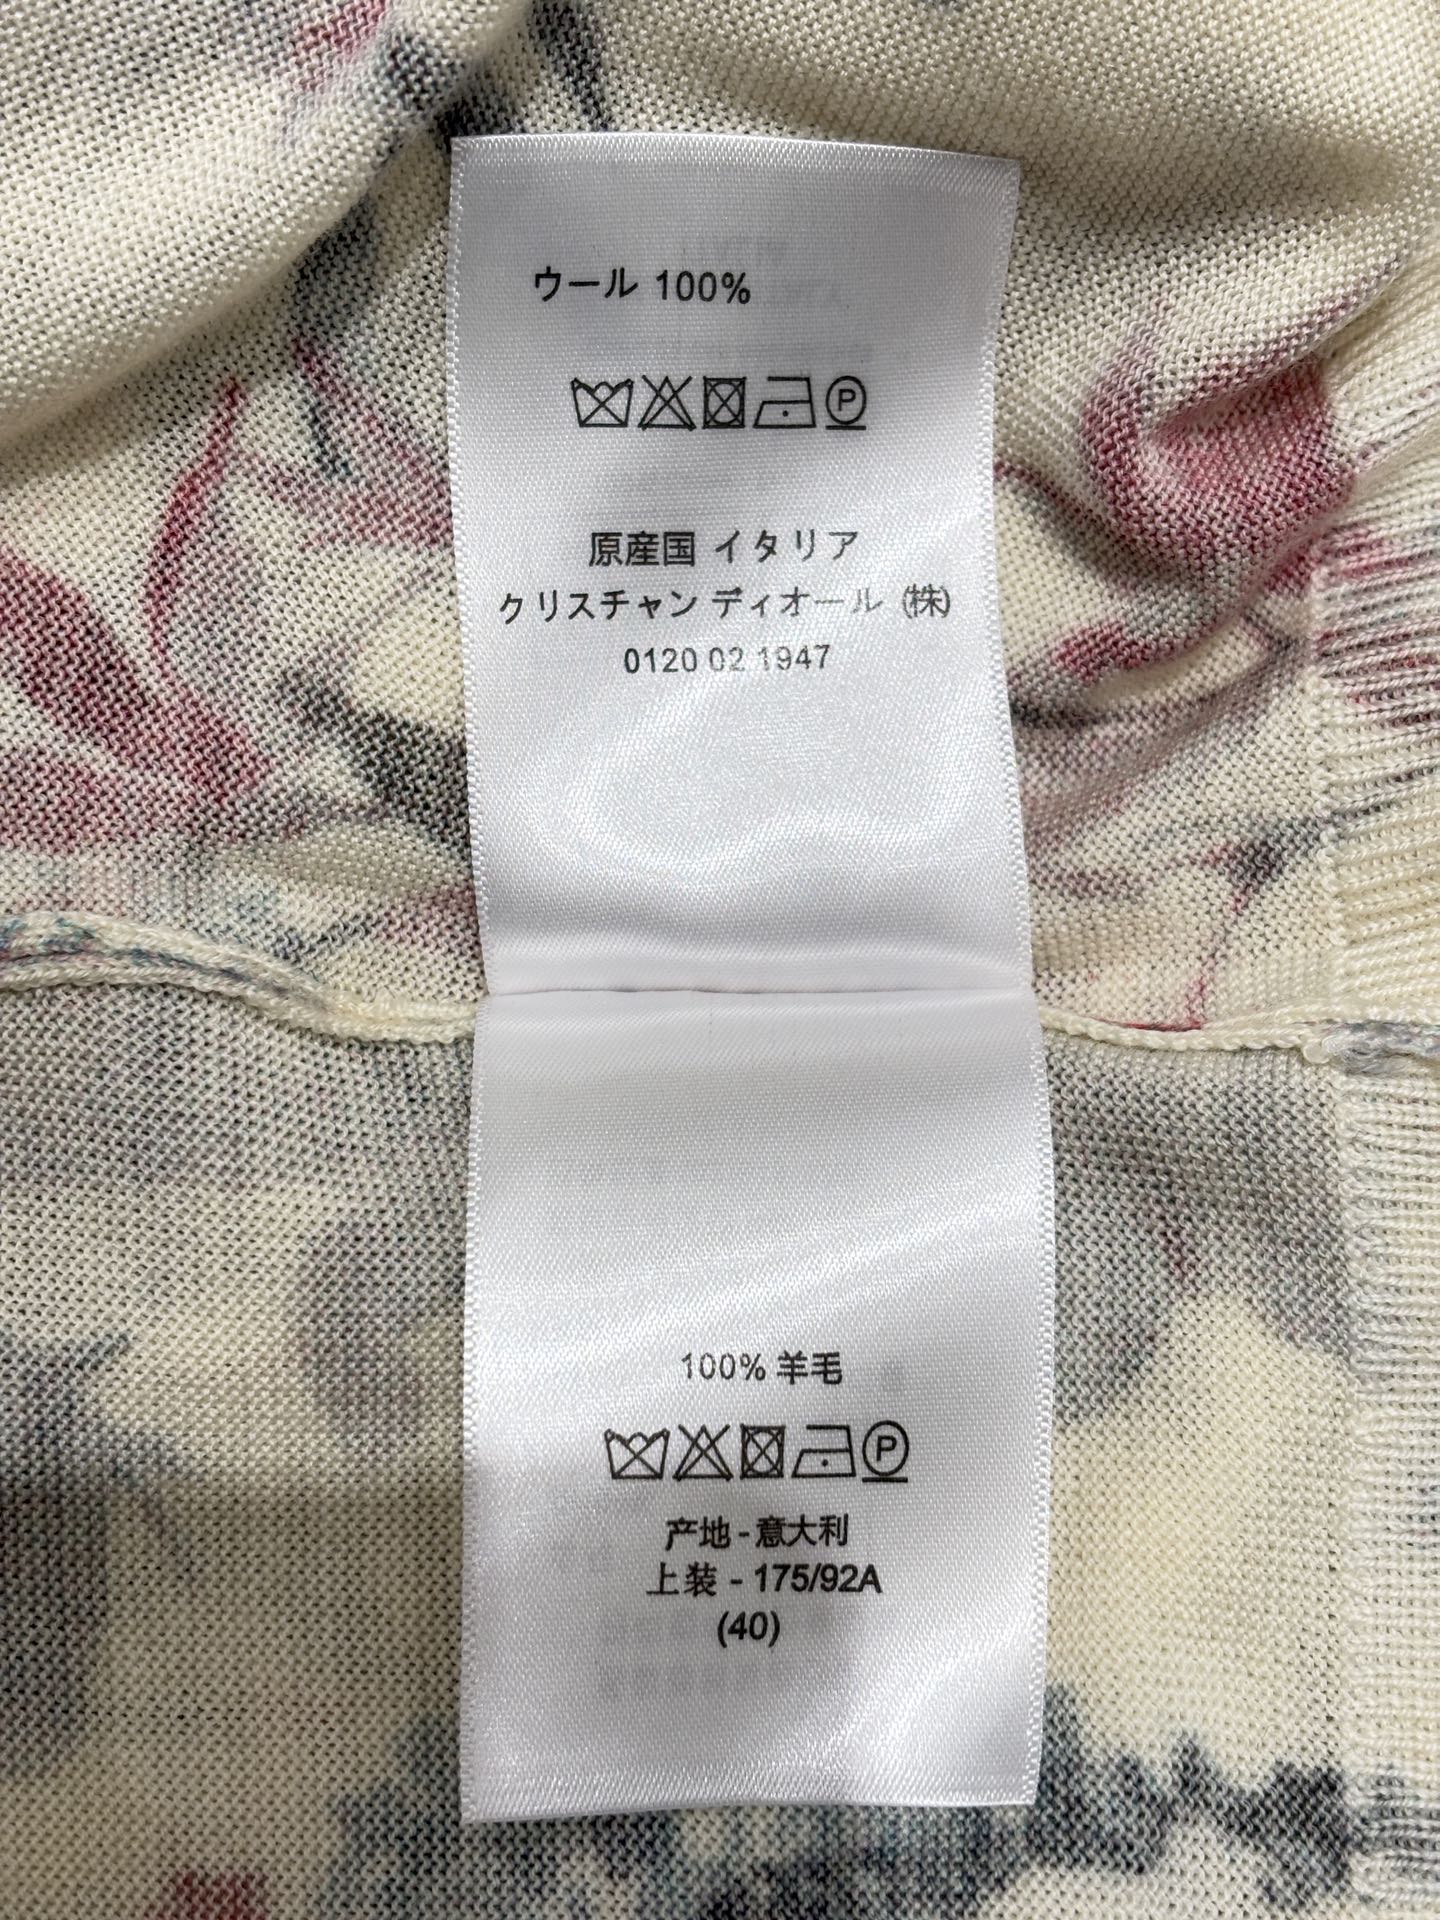 ウール 100%
原産国 イタリア
クリスチャン ディオール (株)
0120 02 1947
100% 羊毛
产地 - 意大利
上装 - 175/92A
(40)